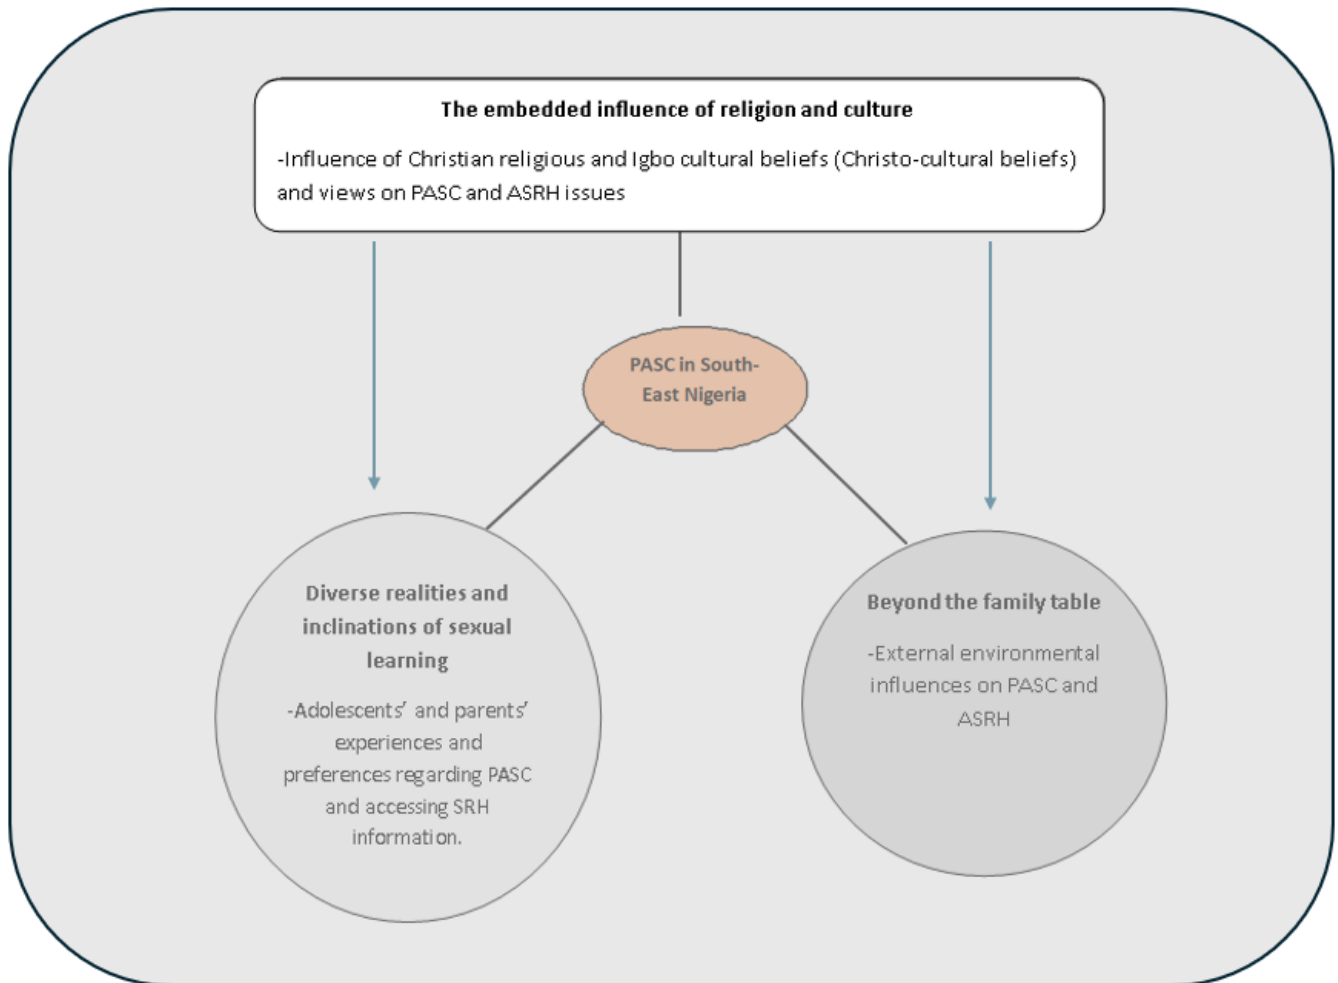 The embedded influence of religion and culture
-Influence of Christian religious and Igbo cultural beliefs (Christo-cultural beliefs)
and views on PASC and ASRH issues
PASC in South-
East Nigeria
Diverse realities and
inclinations of sexual
learning
-Adolescents’ and parents’
experiences and
preferences regarding PASC
and accessing SRH
information.
Beyond the family table
-External environmental
influences on PASC and
ASRH